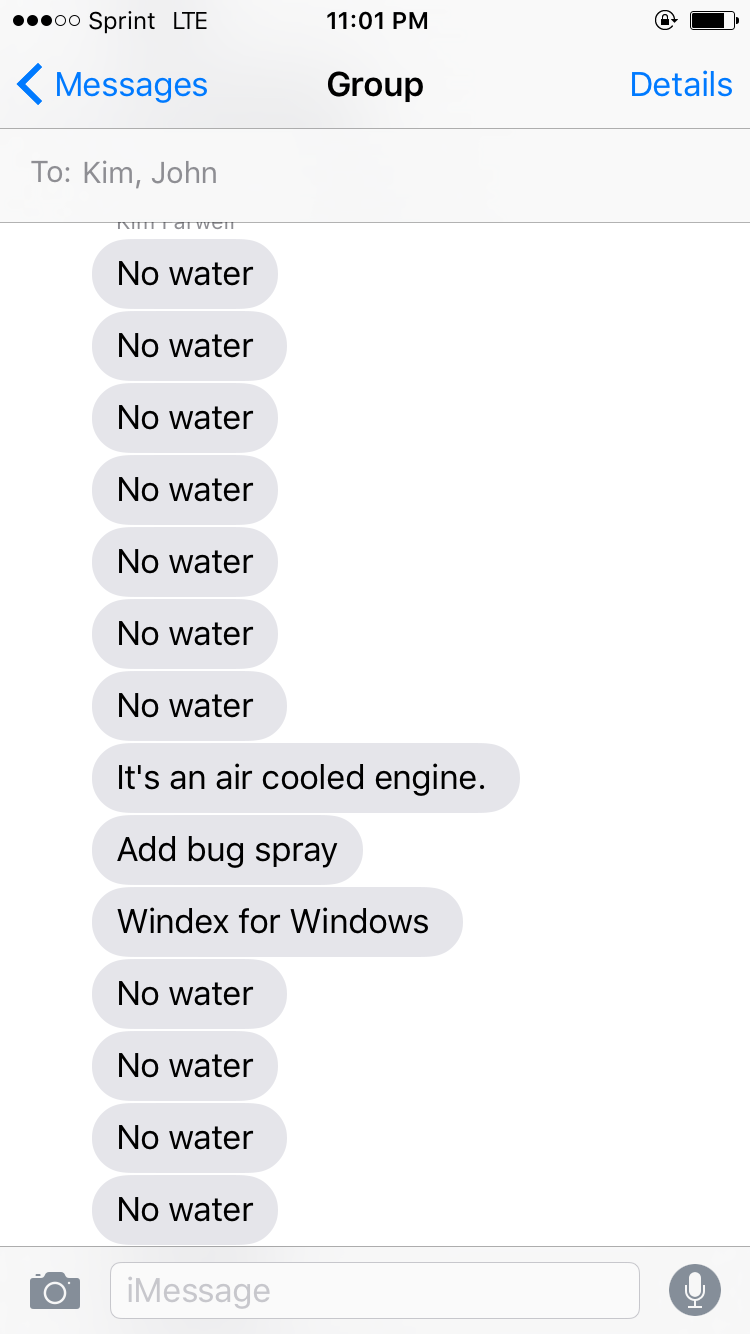 Sprint LTE 11:01 PM
Messages Group Details
To: Kim, John
No water
No water
No water
No water
No water
No water
No water
It's an air cooled engine.
Add bug spray
Windex for Windows
No water
No water
No water
No water
iMessage